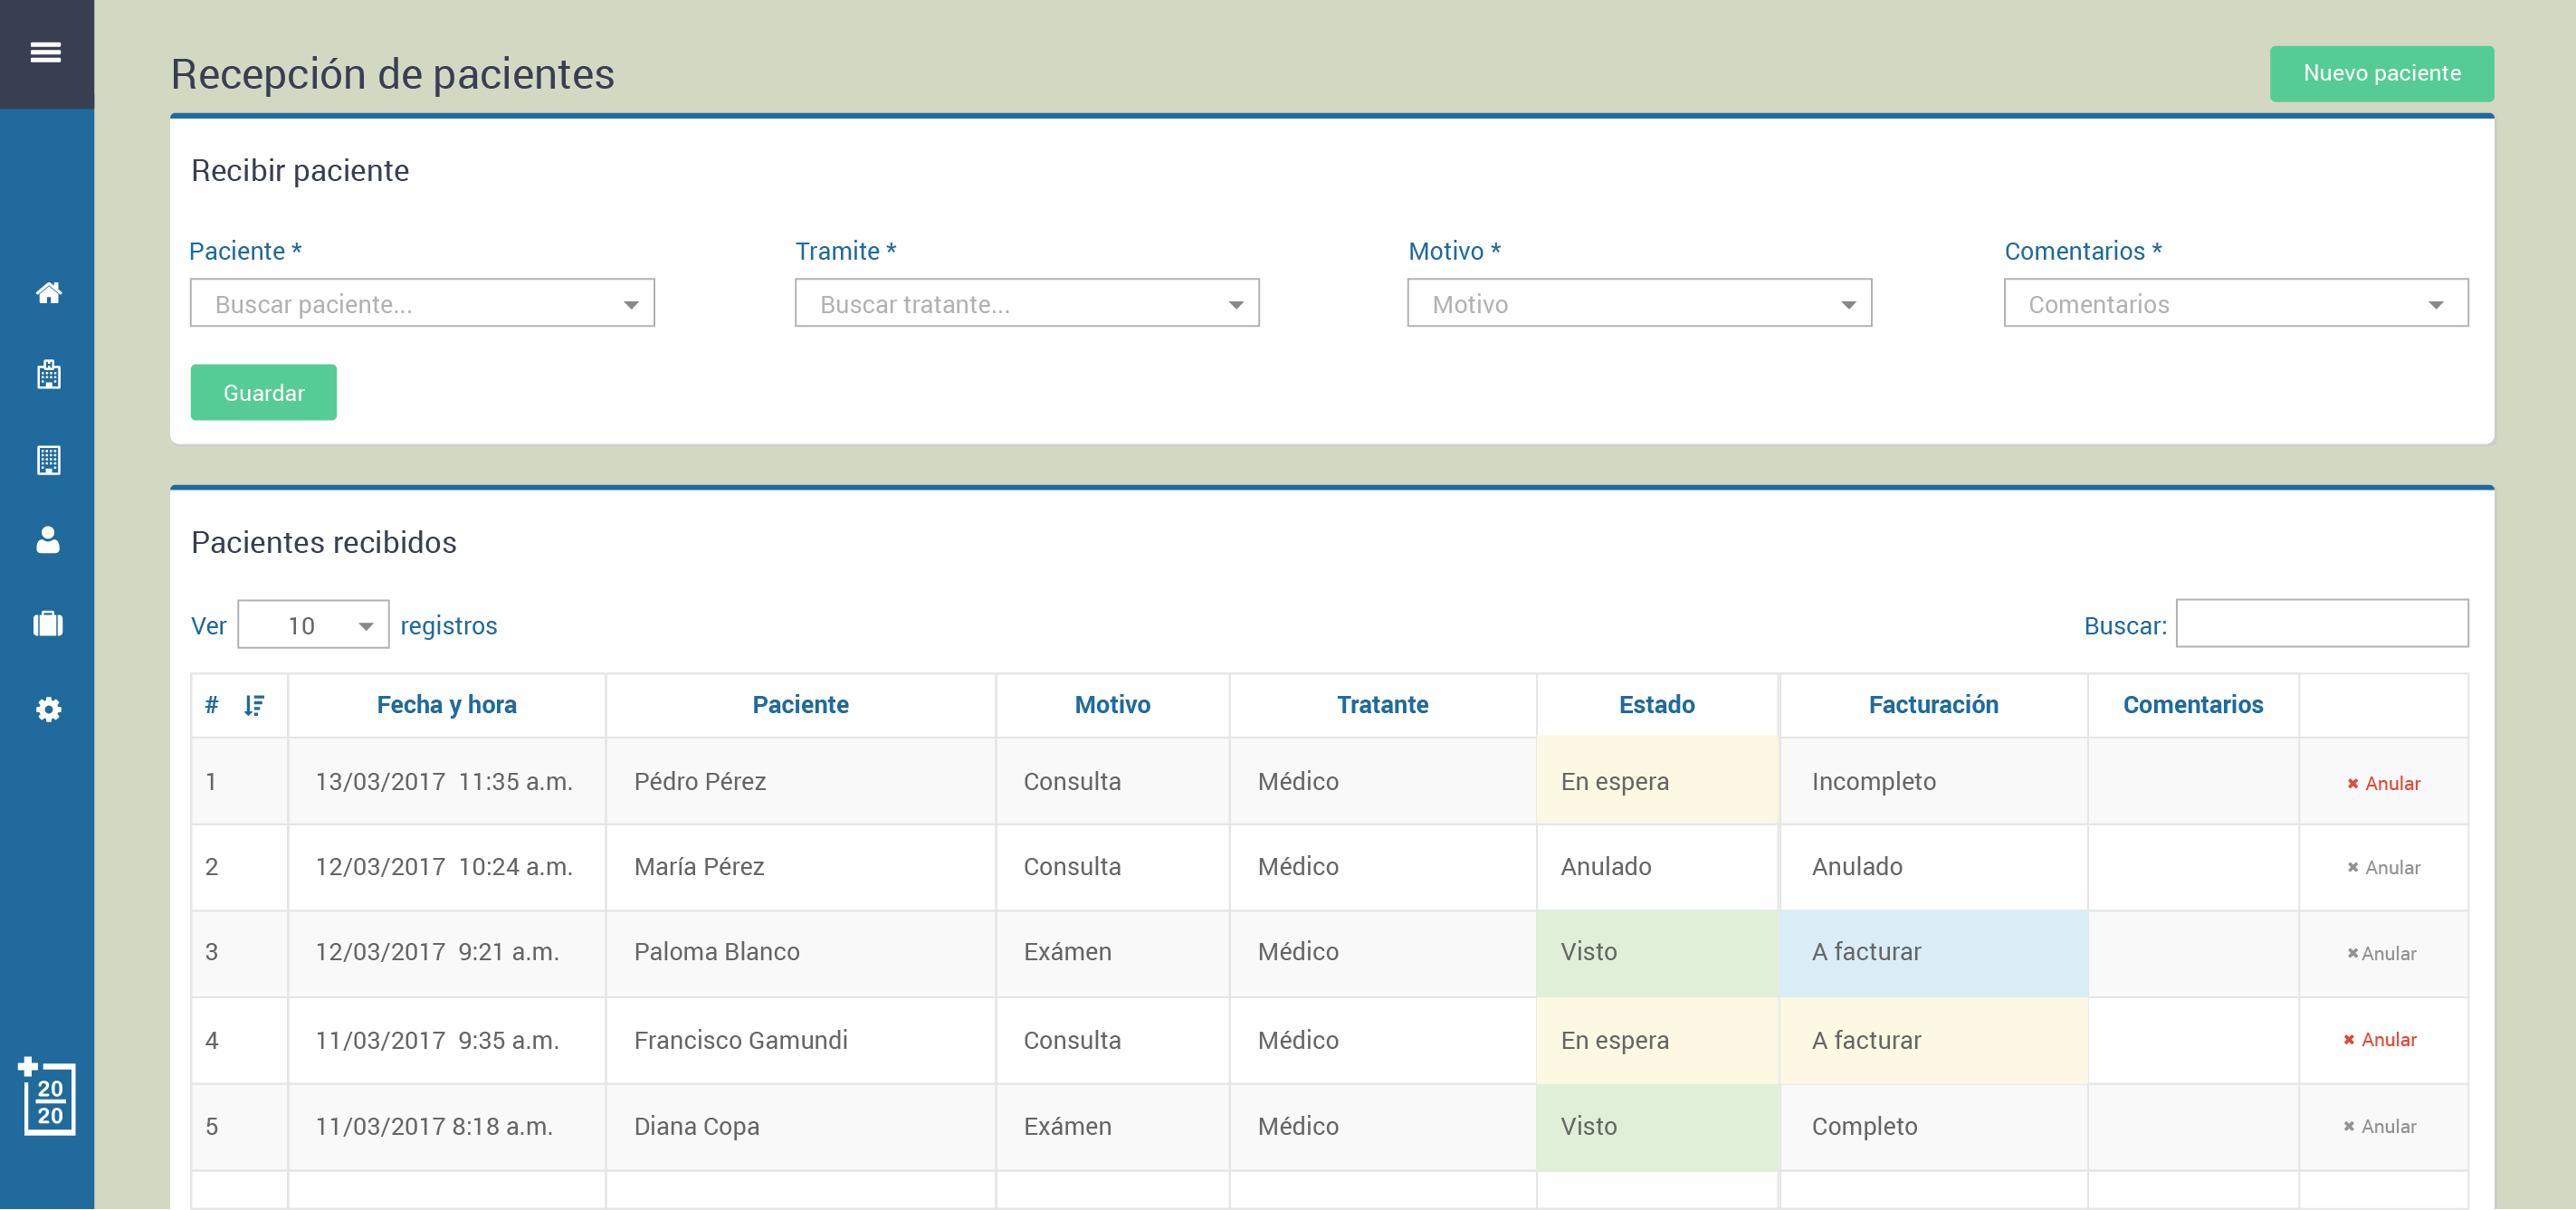 Recepción de pacientes
Nuevo paciente
Recibir paciente
Paciente * Tramite * Motivo * Comentarios *
Buscar paciente... Buscar tratante... Motivo Comentarios
Guardar
Pacientes recibidos
Ver 10 registros Buscar:
# Fecha y hora Paciente Motivo Tratante Estado Facturación Comentarios
1 13/03/2017 11:35 a.m. Pédro Pérez Consulta Médico En espera Incompleto ✖ Anular
2 12/03/2017 10:24 a.m. María Pérez Consulta Médico Anulado Anulado ✖ Anular
3 12/03/2017 9:21 a.m. Paloma Blanco Exámen Médico Visto A facturar ✖ Anular
4 11/03/2017 9:35 a.m. Francisco Gamundi Consulta Médico En espera A facturar ✖ Anular
5 11/03/2017 8:18 a.m. Diana Copa Exámen Médico Visto Completo ✖ Anular
20
20